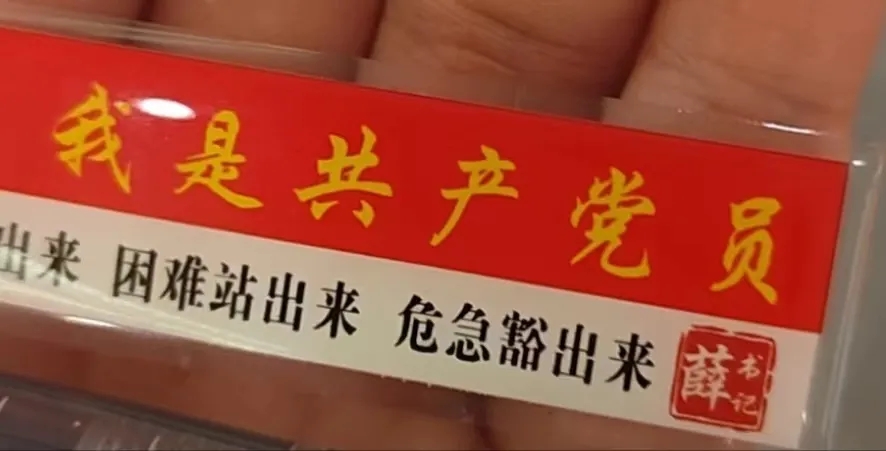 我是共产党员
出来 困难站出来 危急豁出来
薛书记